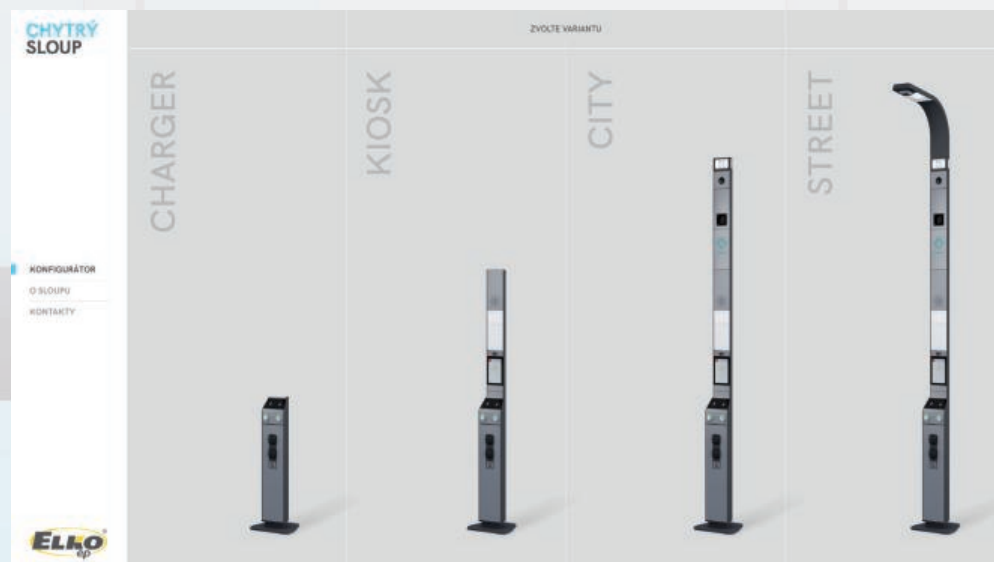 CHYTRÝ
SLOUP
ZVOLTE VARIANTU
CHARGER
KIOSK
CITY
STREET
KONFIGURÁTOR
O SLOUPU
KONTAKTY
ELKO
ep